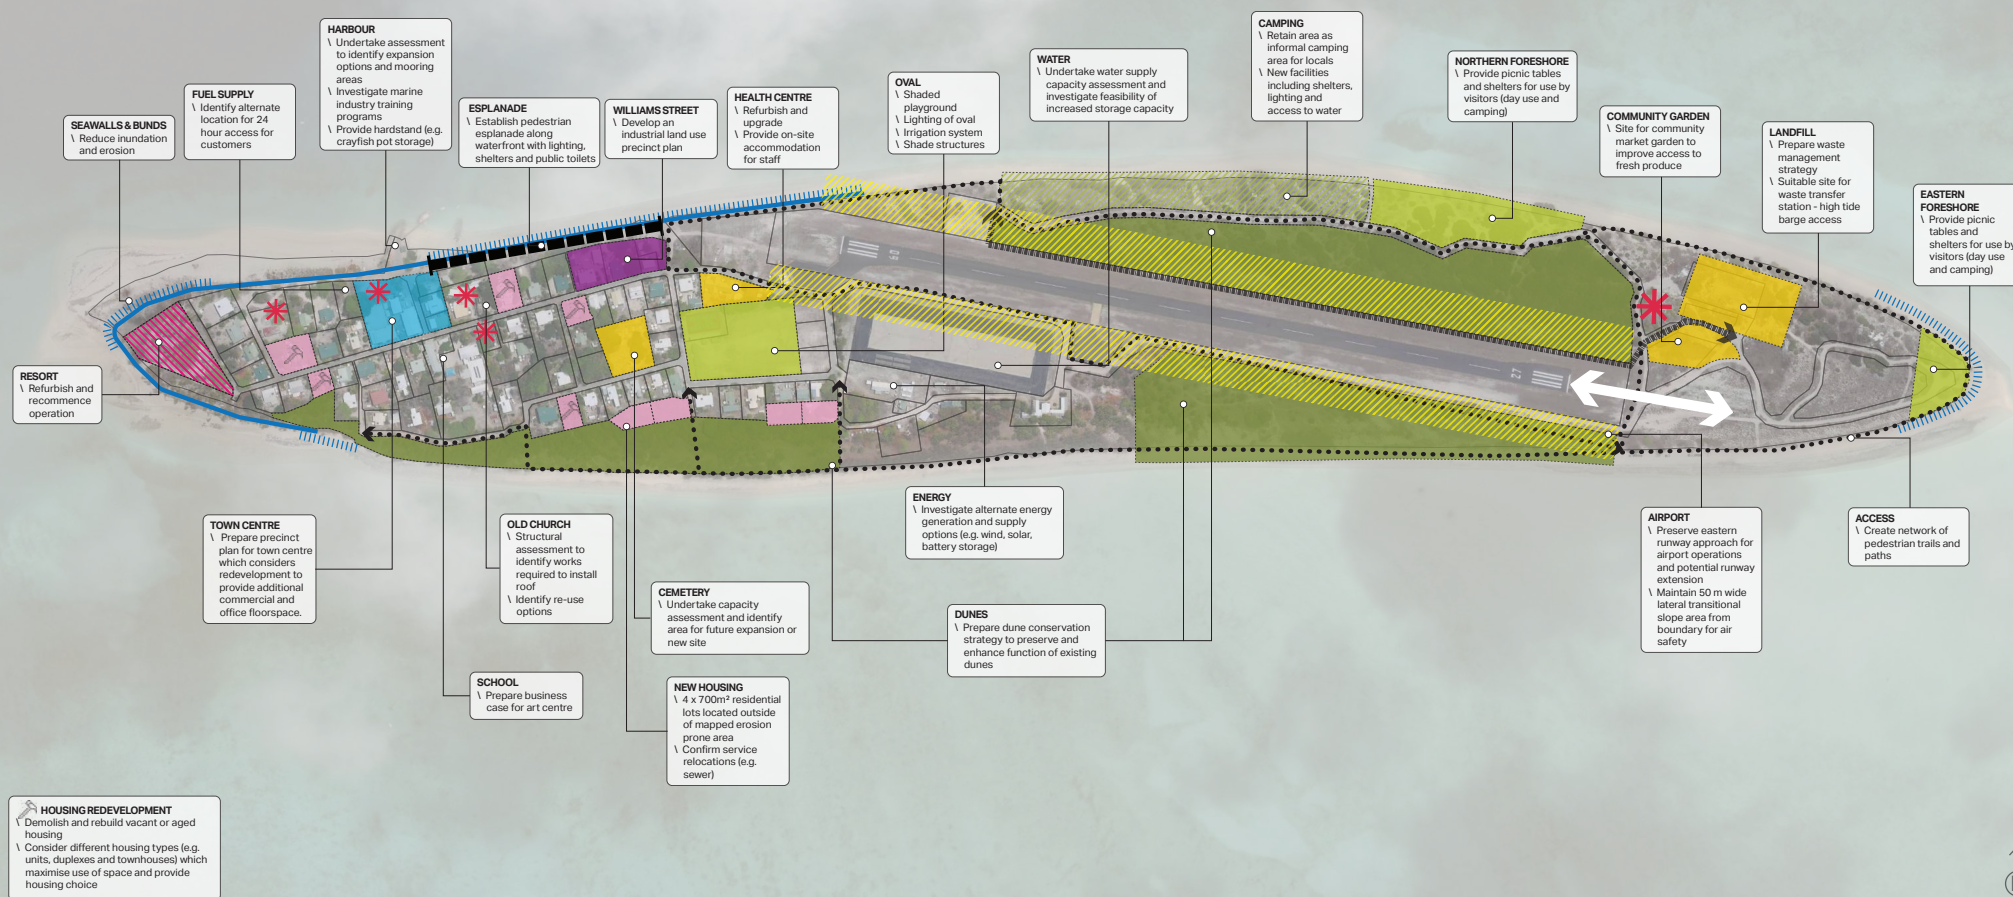 HARBOUR
\ Undertake assessment
to identify expansion
options and mooring
areas
\ Investigate marine
industry training
programs
\ Provide hardstand (e.g.
crayfish pot storage)
CAMPING
\ Retain area as
informal camping
area for locals
\ New facilities
including shelters,
lighting and
access to water
WATER
\ Undertake water supply
capacity assessment and
investigate feasibility of
increased storage capacity
NORTHERN FORESHORE
\ Provide picnic tables
and shelters for use by
visitors (day use and
camping)
OVAL
\ Shaded
playground
\ Lighting of oval
\ Irrigation system
\ Shade structures
FUEL SUPPLY
\ Identify alternate
location for 24
hour access for
customers
HEALTH CENTRE
\ Refurbish and
upgrade
\ Provide on-site
accommodation
for staff
ESPLANADE
\ Establish pedestrian
esplanade along
waterfront with lighting,
shelters and public toilets
WILLIAMS STREET
\ Develop an
industrial land use
precinct plan
COMMUNITY GARDEN
\ Site for community
market garden to
improve access to
fresh produce
SEAWALLS & BUNDS
\ Reduce inundation
and erosion
LANDFILL
\ Prepare waste
management
strategy
\ Suitable site for
waste transfer
station - high tide
barge access
EASTERN
FORESHORE
\ Provide picnic
tables and
shelters for use by
visitors (day use
and camping)
27
RESORT
\ Refurbish and
recommence
operation
ENERGY
\ Investigate alternate energy
generation and supply
options (e.g. wind, solar,
battery storage)
AIRPORT
\ Preserve eastern
runway approach for
airport operations
and potential runway
extension
\ Maintain 50 m wide
lateral transitional
slope area from
boundary for air
safety
ACCESS
\ Create network of
pedestrian trails and
paths
TOWN CENTRE
\ Prepare precinct
plan for town centre
which considers
redevelopment to
provide additional
commercial and
office floorspace.
OLD CHURCH
\ Structural
assessment to
identify works
required to install
roof
\ Identify re-use
options
CEMETERY
\ Undertake capacity
assessment and identify
area for future expansion or
new site
DUNES
\ Prepare dune conservation
strategy to preserve and
enhance function of existing
dunes
SCHOOL
\ Prepare business
case for art centre
NEW HOUSING
\ 4 x 700m² residential
lots located outside
of mapped erosion
prone area
\ Confirm service
relocations (e.g.
sewer)
HOUSING REDEVELOPMENT
\ Demolish and rebuild vacant or aged
housing
\ Consider different housing types (e.g.
units, duplexes and townhouses) which
maximise use of space and provide
housing choice